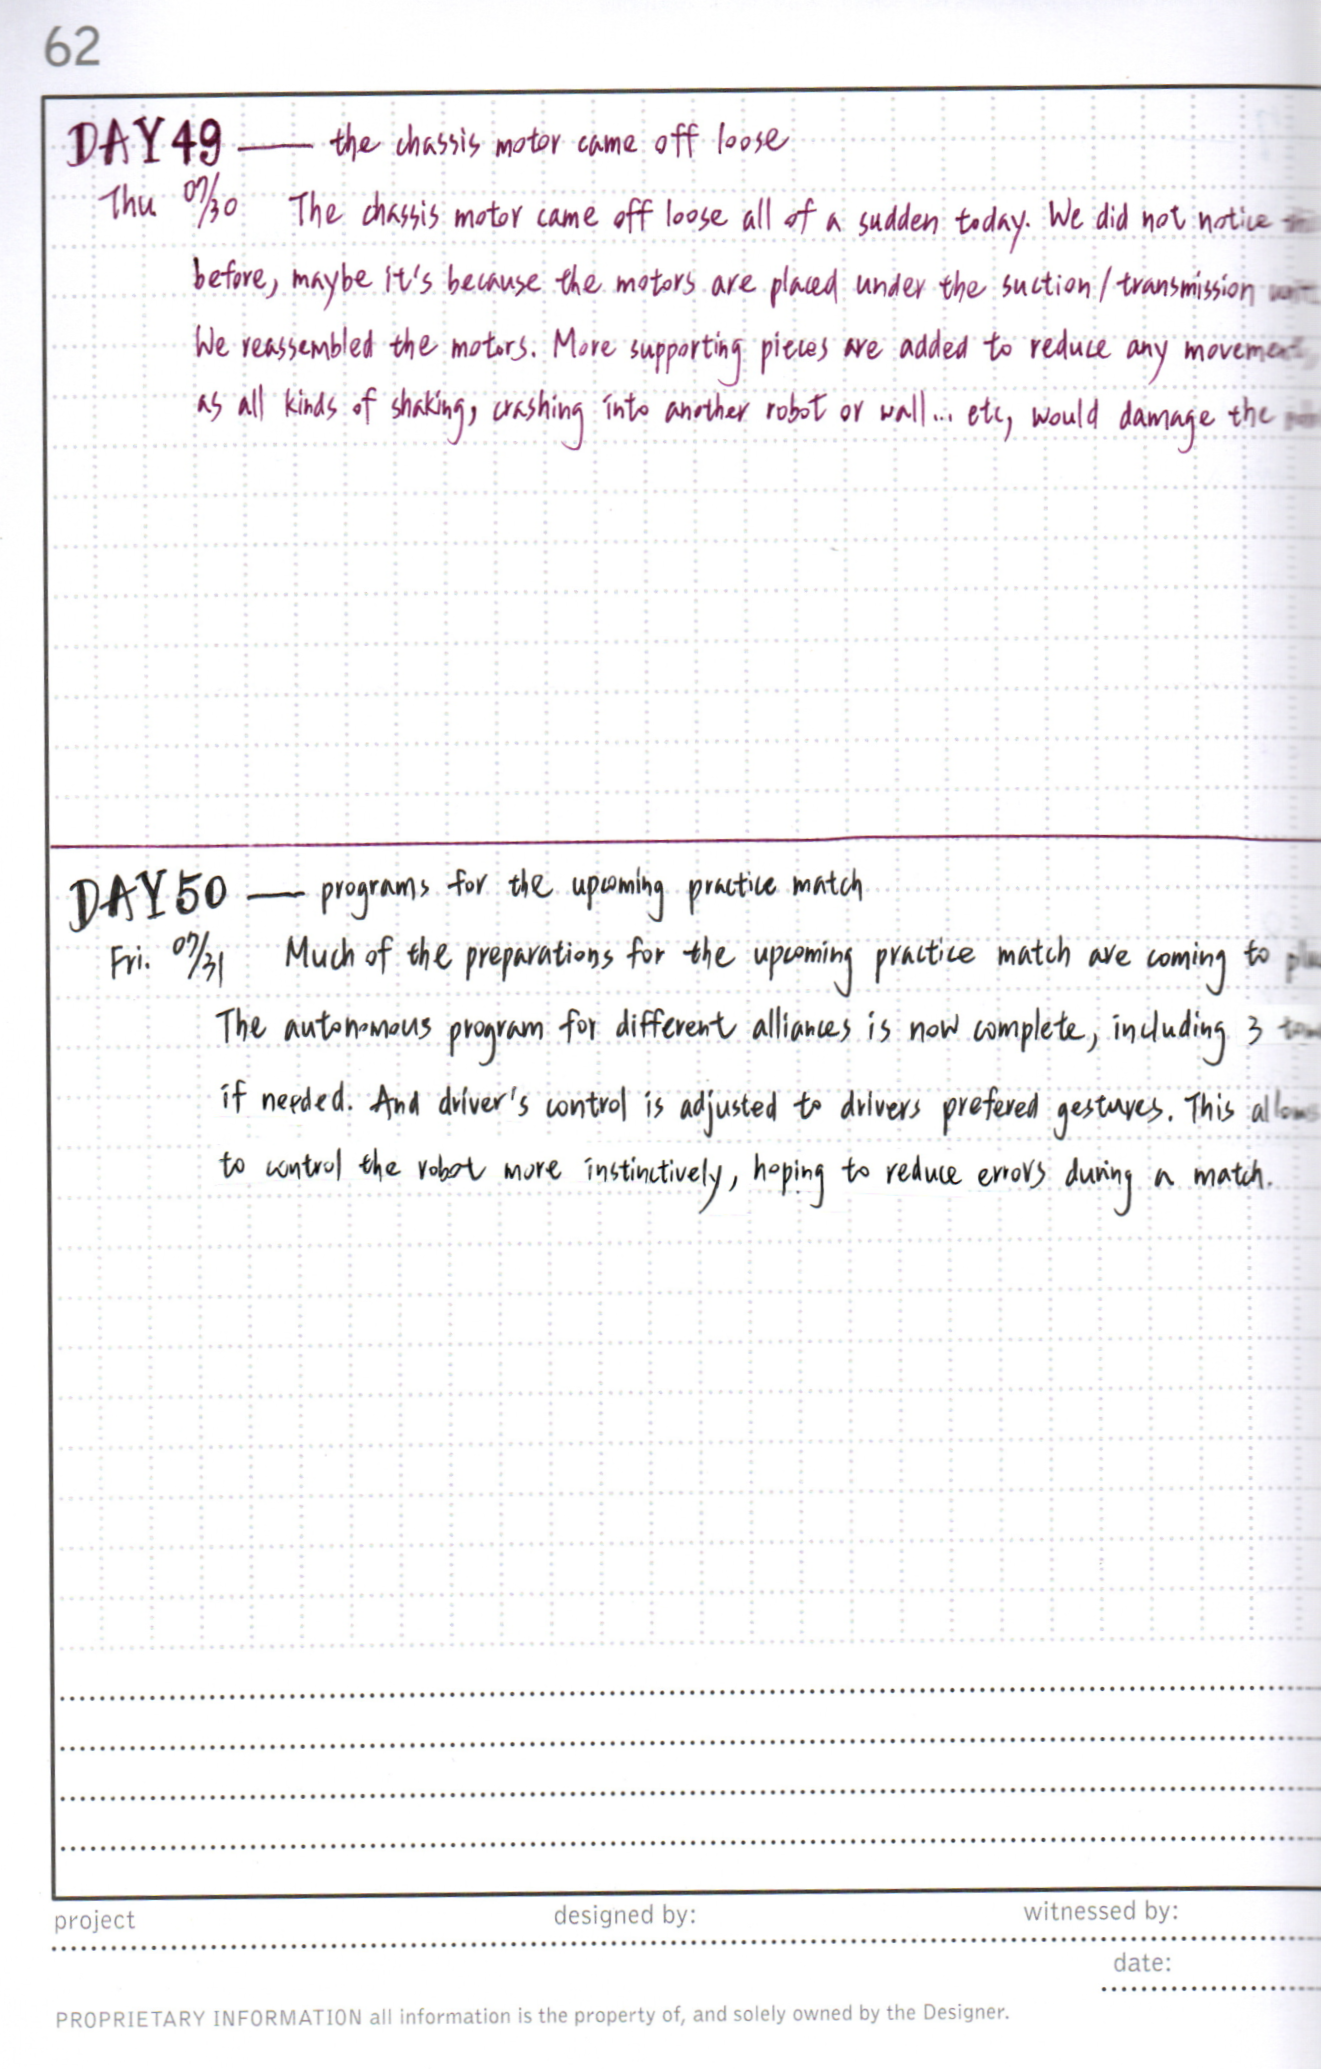 62
DAY 49 — the chassis motor came off loose
Thu 07/30 The chassis motor came off loose all of a sudden today. We did not notice
before, maybe it's because the motors are placed under the suction/transmission
We reassembled the motors. More supporting pieces are added to reduce any movement,
as all kinds of shaking, crashing into another robot or wall... etc, would damage the
DAY 50 — programs for the upcoming practice match
Fri. 07/31 Much of the preparations for the upcoming practice match are coming to
The autonomous program for different alliances is now complete, including 3
if needed. And driver's control is adjusted to drivers prefered gestures. This allows
to control the robot more instinctively, hoping to reduce errors during a match.
project designed by: witnessed by:
date:
PROPRIETARY INFORMATION all information is the property of, and solely owned by the Designer.